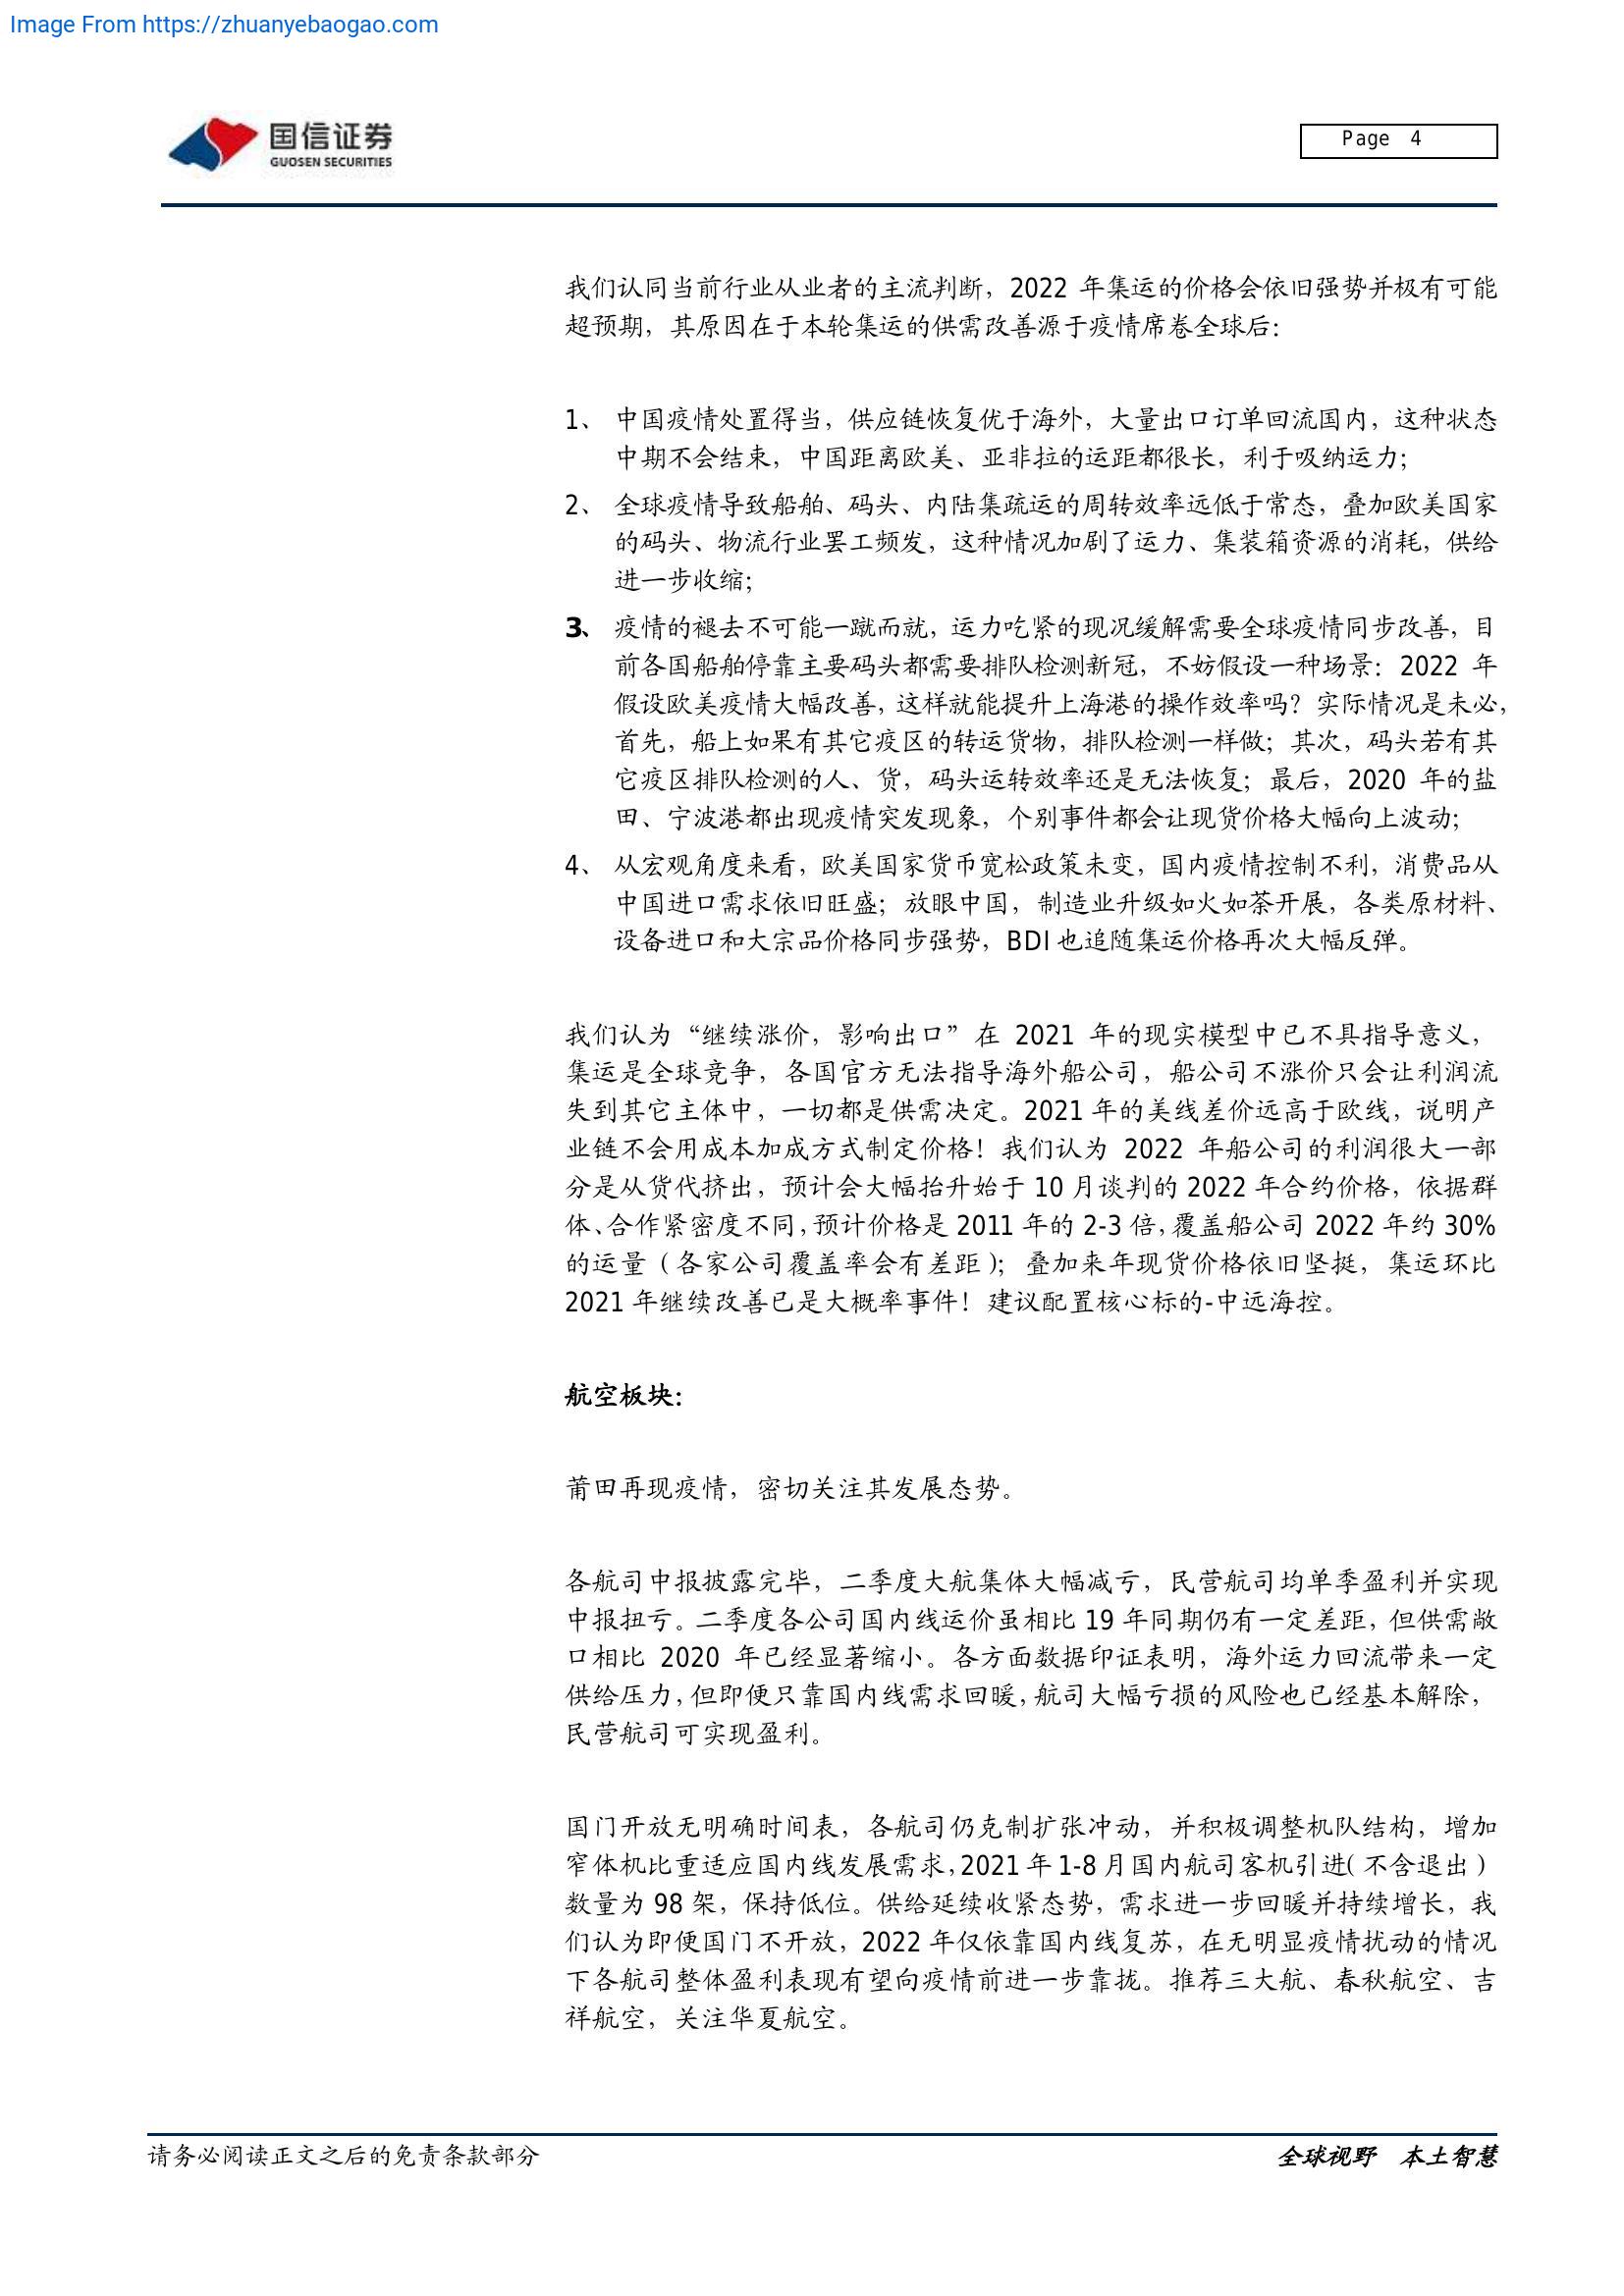 Image From https://zhuanyebaogao.com
国信证券
GUOSEN SECURITIES
Page 4
我们认同当前行业从业者的主流判断，2022 年集运的价格会依旧强势并极有可能
超预期，其原因在于本轮集运的供需改善源于疫情席卷全球后：
1、 中国疫情处置得当，供应链恢复优于海外，大量出口订单回流国内，这种状态
中期不会结束，中国距离欧美、亚非拉的运距都很长，利于吸纳运力；
2、 全球疫情导致船舶、码头、内陆集疏运的周转效率远低于常态，叠加欧美国家
的码头、物流行业罢工频发，这种情况加剧了运力、集装箱资源的消耗，供给
进一步收缩；
3、 疫情的褪去不可能一蹴而就，运力吃紧的现况缓解需要全球疫情同步改善，目
前各国船舶停靠主要码头都需要排队检测新冠，不妨假设一种场景：2022 年
假设欧美疫情大幅改善，这样就能提升上海港的操作效率吗？实际情况是未必，
首先，船上如果有其它疫区的转运货物，排队检测一样做；其次，码头若有其
它疫区排队检测的人、货，码头运转效率还是无法恢复；最后，2020 年的盐
田、宁波港都出现疫情突发现象，个别事件都会让现货价格大幅向上波动；
4、 从宏观角度来看，欧美国家货币宽松政策未变，国内疫情控制不利，消费品从
中国进口需求依旧旺盛；放眼中国，制造业升级如火如荼开展，各类原材料、
设备进口和大宗品价格同步强势，BDI 也追随集运价格再次大幅反弹。
我们认为“继续涨价，影响出口”在 2021 年的现实模型中已不具指导意义，
集运是全球竞争，各国官方无法指导海外船公司，船公司不涨价只会让利润流
失到其它主体中，一切都是供需决定。2021 年的美线差价远高于欧线，说明产
业链不会用成本加成方式制定价格！我们认为 2022 年船公司的利润很大一部
分是从货代挤出，预计会大幅抬升始于 10 月谈判的 2022 年合约价格，依据群
体、合作紧密度不同，预计价格是 2011 年的 2-3 倍，覆盖船公司 2022 年约 30%
的运量（各家公司覆盖率会有差距）；叠加来年现货价格依旧坚挺，集运环比
2021 年继续改善已是大概率事件！建议配置核心标的-中远海控。
航空板块：
莆田再现疫情，密切关注其发展态势。
各航司中报披露完毕，二季度大航集体大幅减亏，民营航司均单季盈利并实现
中报扭亏。二季度各公司国内线运价虽相比 19 年同期仍有一定差距，但供需敞
口相比 2020 年已经显著缩小。各方面数据印证表明，海外运力回流带来一定
供给压力，但即便只靠国内线需求回暖，航司大幅亏损的风险也已经基本解除，
民营航司可实现盈利。
国门开放无明确时间表，各航司仍克制扩张冲动，并积极调整机队结构，增加
窄体机比重适应国内线发展需求，2021 年 1-8 月国内航司客机引进（不含退出）
数量为 98 架，保持低位。供给延续收紧态势，需求进一步回暖并持续增长，我
们认为即便国门不开放，2022 年仅依靠国内线复苏，在无明显疫情扰动的情况
下各航司整体盈利表现有望向疫情前进一步靠拢。推荐三大航、春秋航空、吉
祥航空，关注华夏航空。
请务必阅读正文之后的免责条款部分
全球视野 本土智慧